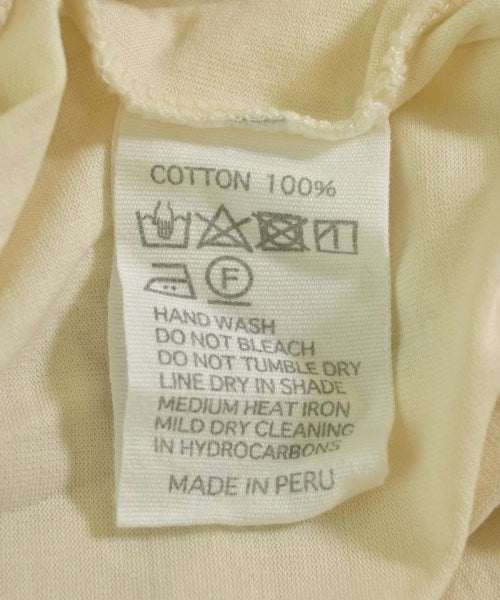 COTTON 100%
F
HAND WASH
DO NOT BLEACH
DO NOT TUMBLE DRY
LINE DRY IN SHADE
MEDIUM HEAT IRON
MILD DRY CLEANING
IN HYDROCARBONS
MADE IN PERU